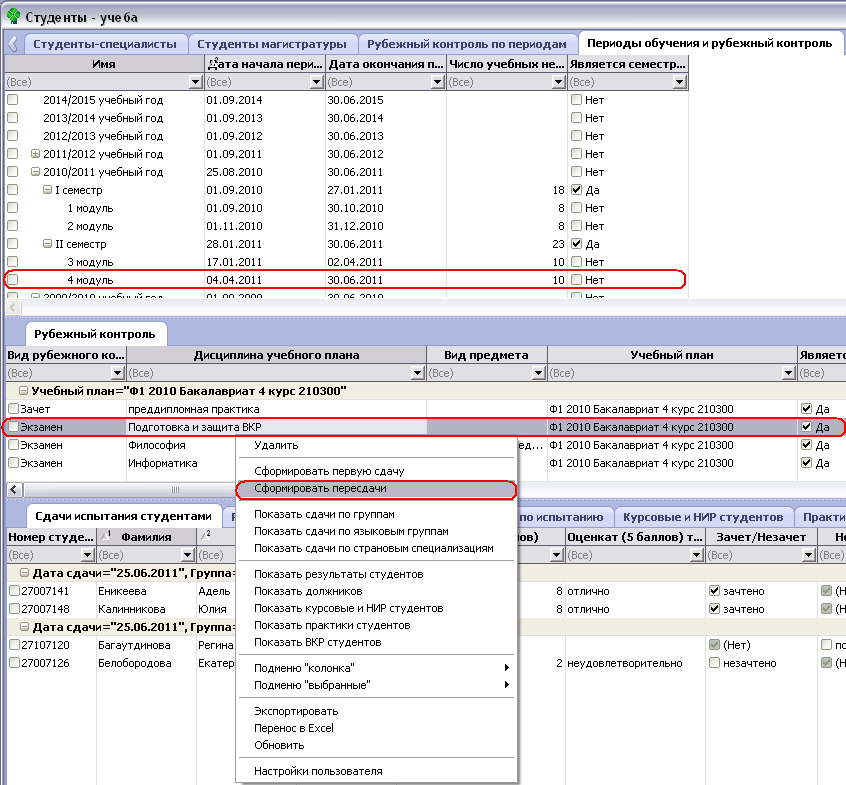 Студенты - учеба
Студенты-специалисты Студенты магистратуры Рубежный контроль по периодам Периоды обучения и рубежный контроль
Имя Дата начала пери... Дата окончания п... Число учебных не... Является семестр...
(Все) (Все) (Все) (Все) (Все)
2014/2015 учебный год 01.09.2014 30.06.2015 Нет
2013/2014 учебный год 01.09.2013 30.06.2014 Нет
2012/2013 учебный год 01.09.2012 30.06.2013 Нет
2011/2012 учебный год 01.09.2011 30.06.2012 Нет
2010/2011 учебный год 25.08.2010 30.06.2011 Нет
I семестр 01.09.2010 27.01.2011 18 Да
1 модуль 01.09.2010 30.10.2010 8 Нет
2 модуль 01.11.2010 31.12.2010 8 Нет
II семестр 28.01.2011 30.06.2011 23 Да
3 модуль 17.01.2011 02.04.2011 10 Нет
4 модуль 04.04.2011 30.06.2011 10 Нет
Рубежный контроль
Вид рубежного ко... Дисциплина учебного плана Вид предмета Учебный план Являетс
(Все) (Все) (Все) (Все) (Все)
Учебный план="Ф1 2010 Бакалавриат 4 курс 210300"
Зачет преддипломная практика Ф1 2010 Бакалавриат 4 курс 210300 Да
Экзамен Подготовка и защита ВКР Ф1 2010 Бакалавриат 4 курс 210300 Да
Экзамен Философия ед... Ф1 2010 Бакалавриат 4 курс 210300 Да
Экзамен Информатика Ф1 2010 Бакалавриат 4 курс 210300 Да
Удалить
Сформировать первую сдачу
Сформировать пересдачи
Показать сдачи по группам
Показать сдачи по языковым группам
Показать сдачи по страновым специализациям
Показать результаты студентов
Показать должников
Показать курсовые и НИР студентов
Показать практики студентов
Показать ВКР студентов
Подменю "колонка"
Подменю "выбранные"
Экспортировать
Перенос в Excel
Обновить
Настройки пользователя
Сдачи испытания студентами по испытанию Курсовые и НИР студентов Практи
Номер студе... 1 Фамилия 2 ов) Оценкат (5 баллов) т... Зачет/Незачет Не
(Все) (Все) (Все) (Все) (Все) (Все)
Дата сдачи="25.06.2011", Группа=
27007141 Еникеева Адель 8 отлично зачтено (Н
27007148 Калинникова Юлия 8 отлично зачтено (Н
Дата сдачи="25.06.2011", Группа=
27107120 Багаутдинова Регина (Нет) по
27007126 Белобородова Екатер 2 неудовлетворительно незачтено (Н